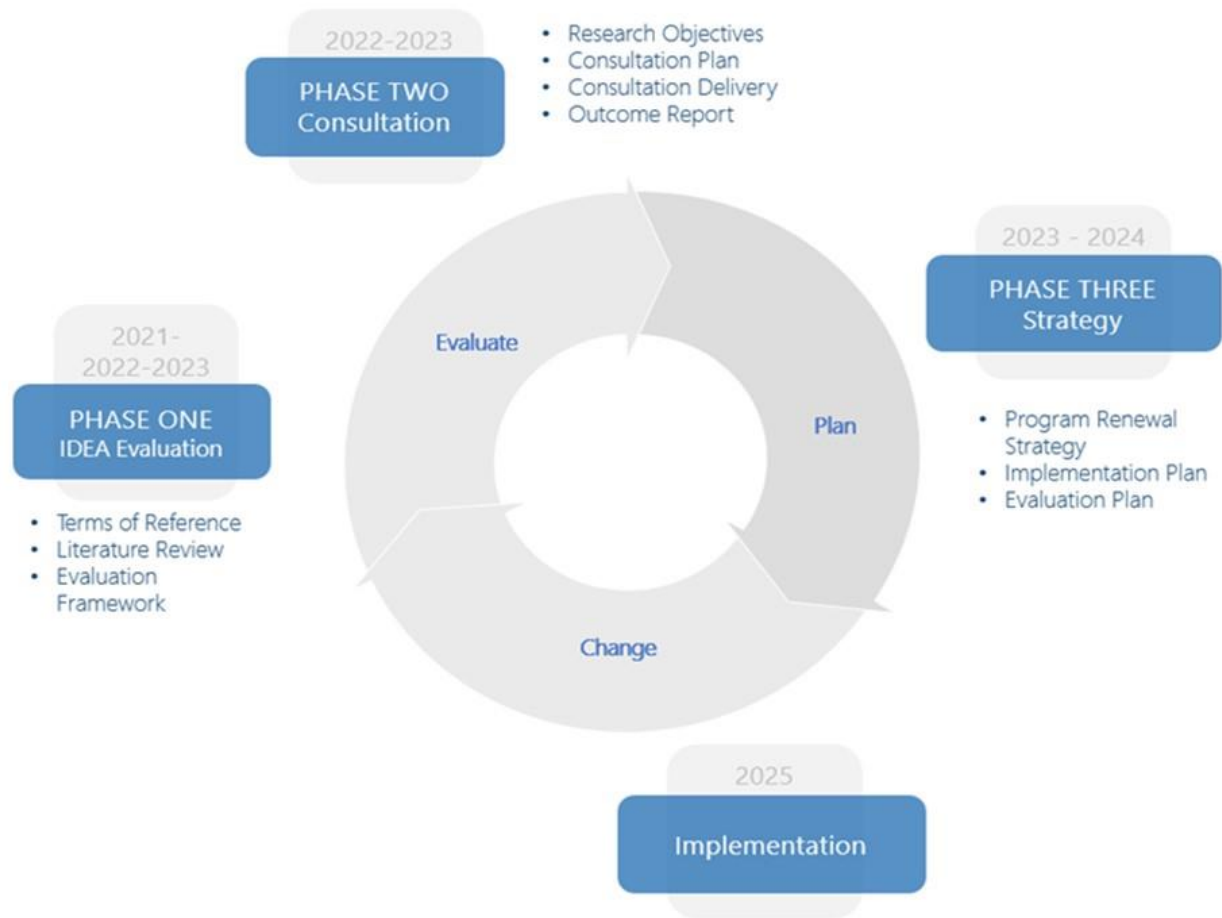 2022-2023
PHASE TWO
Consultation
• Research Objectives
• Consultation Plan
• Consultation Delivery
• Outcome Report
2023 - 2024
PHASE THREE
Strategy
• Program Renewal
Strategy
• Implementation Plan
• Evaluation Plan
2021-
2022-2023
PHASE ONE
IDEA Evaluation
• Terms of Reference
• Literature Review
• Evaluation
Framework
Evaluate
Plan
Change
2025
Implementation